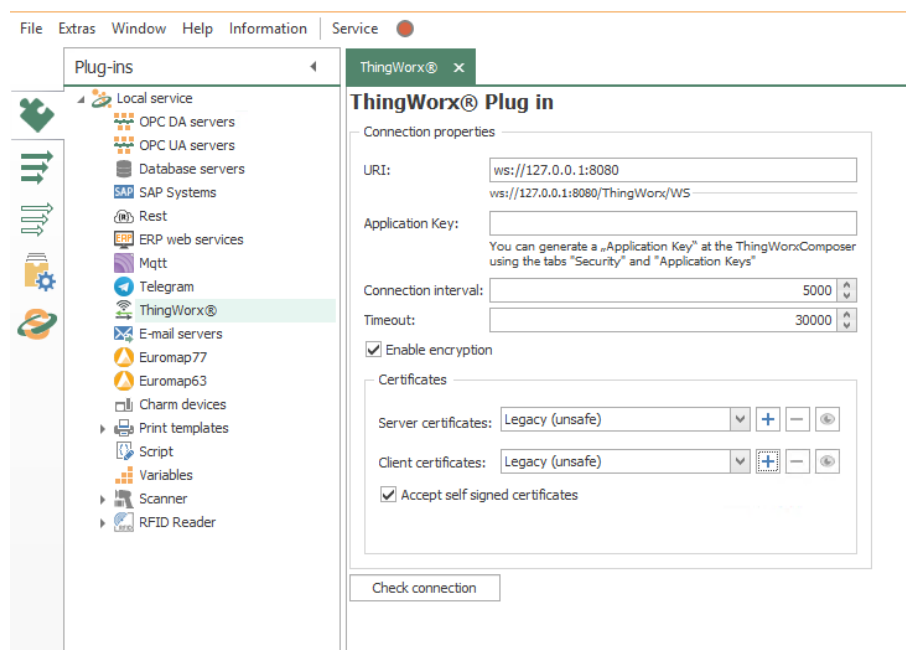 File Extras Window Help Information Service
Plug-ins
ThingWorx® ×
Local service
OPC DA servers
OPC UA servers
Database servers
SAP SAP Systems
(R) Rest
ERP ERP web services
Mqtt
Telegram
ThingWorx®
E-mail servers
Euromap77
Euromap63
Charm devices
Print templates
Script
Variables
Scanner
RFID RFID Reader
ThingWorx® Plug in
Connection properties
URI: ws://127.0.0.1:8080
ws://127.0.0.1:8080/ThingWorx/WS
Application Key:
You can generate a „Application Key“ at the ThingWorxComposer
using the tabs "Security" and "Application Keys"
Connection interval: 5000
Timeout: 30000
Enable encryption
Certificates
Server certificates: Legacy (unsafe)
Client certificates: Legacy (unsafe)
Accept self signed certificates
Check connection